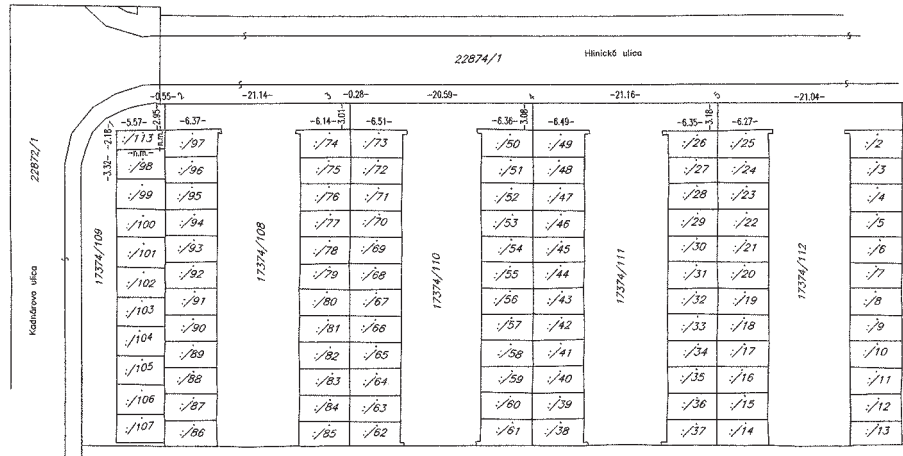 22874/1 Hlinická ulica
-0.55- 2 -21.14- 3 -0.28- -20.59- 4 -21.16- 5 -21.04-
-5.57- -2.95- -6.37- -6.14- -3.01- -6.51- -6.36- -3.08- -6.49- -6.35- -3.18- -6.27-
-2.18- :/113 -n.m.- :/97 :/74 :/73 :/50 :/49 :/26 :/25 :/2
-n.m.-
-3.32- :/98 :/96 :/75 :/72 :/51 :/48 :/27 :/24 :/3
:/99 :/95 :/76 :/71 :/52 :/47 :/28 :/23 :/4
:/100 :/94 :/77 :/70 :/53 :/46 :/29 :/22 :/5
:/101 :/93 :/78 :/69 :/54 :/45 :/30 :/21 :/6
:/102 :/92 :/79 :/68 :/55 :/44 :/31 :/20 :/7
:/103 :/91 :/80 :/67 :/56 :/43 :/32 :/19 :/8
:/104 :/90 :/81 :/66 :/57 :/42 :/33 :/18 :/9
:/105 :/89 :/82 :/65 :/58 :/41 :/34 :/17 :/10
:/88 :/83 :/64 :/59 :/40 :/35 :/16 :/11
:/106 :/87 :/84 :/63 :/60 :/39 :/36 :/15 :/12
:/107 :/86 :/85 :/62 :/61 :/38 :/37 :/14 :/13
22872/1
Kadnárova ulica
17374/109
17374/108
17374/110
17374/111
17374/112